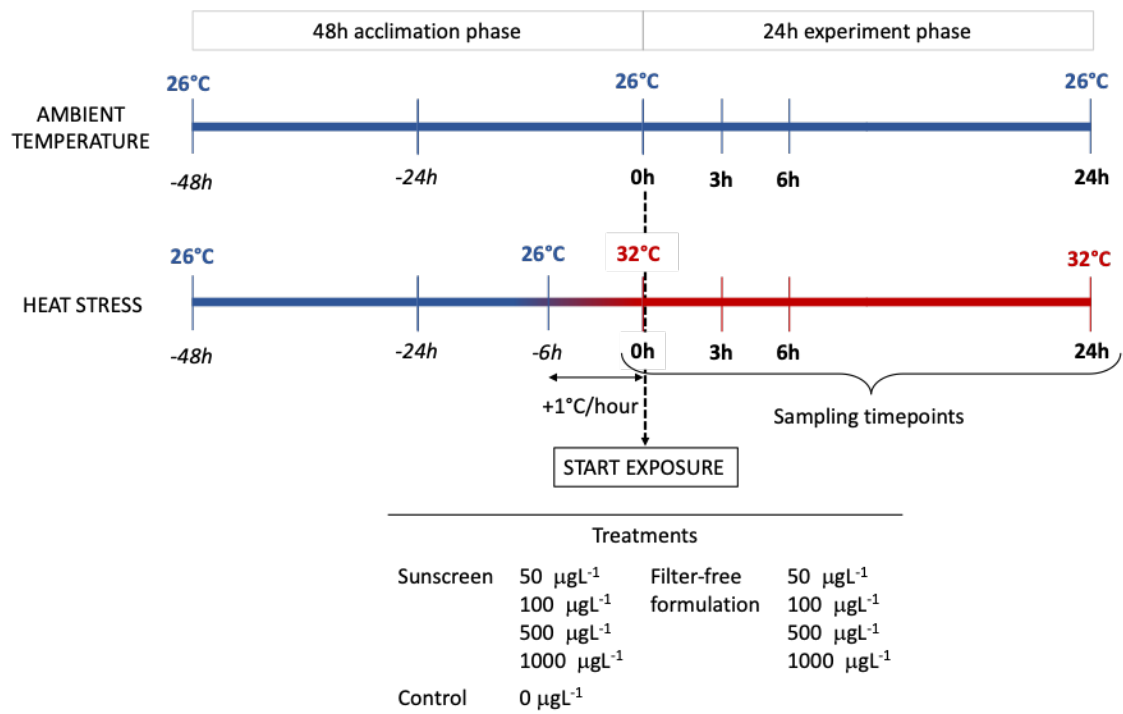 48h acclimation phase 24h experiment phase
26°C 26°C 26°C
AMBIENT
TEMPERATURE
-48h -24h 0h 3h 6h 24h
26°C 26°C 32°C 32°C
HEAT STRESS
-48h -24h -6h 0h 3h 6h 24h
+1°C/hour Sampling timepoints
START EXPOSURE
Treatments
Sunscreen 50 µgL⁻¹ Filter-free 50 µgL⁻¹
100 µgL⁻¹ formulation 100 µgL⁻¹
500 µgL⁻¹ 500 µgL⁻¹
1000 µgL⁻¹ 1000 µgL⁻¹
Control 0 µgL⁻¹